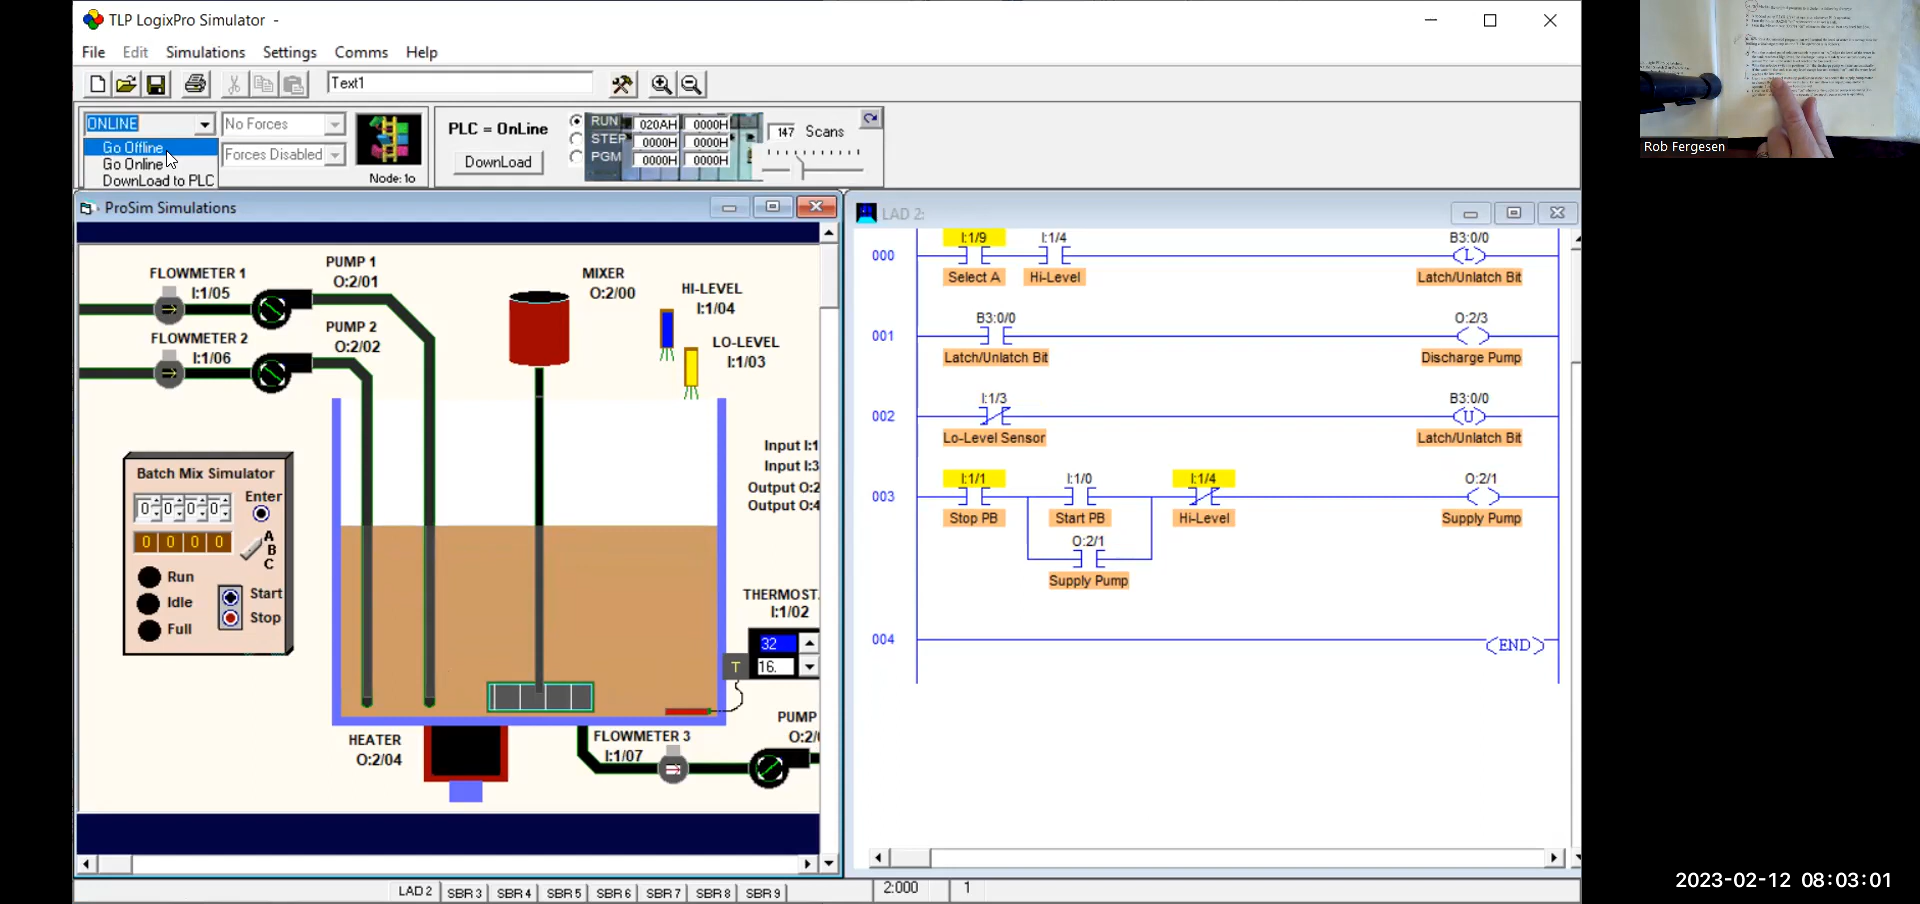 TLP LogixPro Simulator -
File Edit Simulations Settings Comms Help
Text1
ONLINE
Go Offline
Go Online
DownLoad to PLC
No Forces
Forces Disabled
Node: 1o
PLC = OnLine
DownLoad
RUN
STEP
PGM
020AH 0000H
0000H 0000H
0000H 0000H
147 Scans
ProSim Simulations
FLOWMETER 1
I:1/05
PUMP 1
O:2/01
FLOWMETER 2
I:1/06
PUMP 2
O:2/02
MIXER
O:2/00
HI-LEVEL
I:1/04
LO-LEVEL
I:1/03
Input I:1
Input I:3
Output O:2
Output O:4
Batch Mix Simulator
0 0 0 0
Enter
0 0 0 0
A
B
C
Run
Idle
Full
Start
Stop
THERMOST.
I:1/02
32
16.
T
HEATER
O:2/04
FLOWMETER 3
I:1/07
PUMP
O:2/
LAD 2:
000
I:1/9 I:1/4 B3:0/0
L
Select A Hi-Level Latch/Unlatch Bit
001
B3:0/0 O:2/3
Latch/Unlatch Bit Discharge Pump
002
I:1/3 B3:0/0
U
Lo-Level Sensor Latch/Unlatch Bit
003
I:1/1 I:1/0 I:1/4 O:2/1
Stop PB Start PB Hi-Level Supply Pump
O:2/1
Supply Pump
004
END
LAD 2 SBR 3 SBR 4 SBR 5 SBR 6 SBR 7 SBR 8 SBR 9
2:000 1
Rob Fergesen
2023-02-12 08:03:01